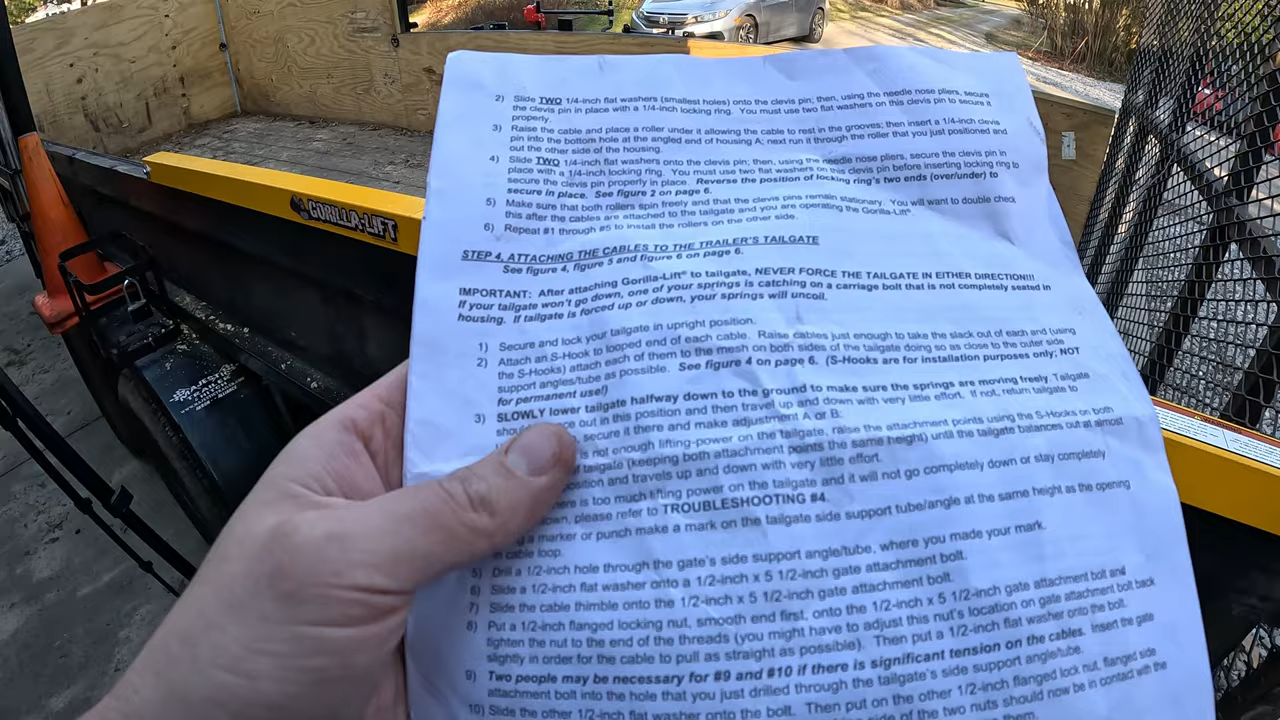 2) Slide TWO 1/4-inch flat washers (smallest holes) onto the clevis pin; then, using the needle nose pliers, secure
the clevis pin in place with a 1/4-inch locking ring. You must use two flat washers on this clevis pin to secure it
properly.
3) Raise the cable and place a roller under it allowing the cable to rest in the grooves; then insert a 1/4-inch clevis
pin into the bottom hole at the angled end of housing A; next run it through the roller that you just positioned and
out the other side of the housing.
4) Slide TWO 1/4-inch flat washers onto the clevis pin; then, using the needle nose pliers, secure the clevis pin in
place with a 1/4-inch locking ring. You must use two flat washers on this clevis pin before inserting locking ring to
secure the clevis pin properly in place. Reverse the position of locking ring's two ends (over/under) to
secure in place. See figure 2 on page 6.
5) Make sure that both rollers spin freely and that the clevis pins remain stationary. You will want to double check
this after the cables are attached to the tailgate and you are operating the Gorilla-Lift®.
6) Repeat #1 through #5 to install the rollers on the other side.
STEP 4, ATTACHING THE CABLES TO THE TRAILER'S TAILGATE
See figure 4, figure 5 and figure 6 on page 6.
IMPORTANT: After attaching Gorilla-Lift® to tailgate, NEVER FORCE THE TAILGATE IN EITHER DIRECTION!!!
If your tailgate won't go down, one of your springs is catching on a carriage bolt that is not completely seated in
housing. If tailgate is forced up or down, your springs will uncoil.
1) Secure and lock your tailgate in upright position.
2) Attach an S-Hook to looped end of each cable. Raise cables just enough to take the slack out of each and (using
the S-Hooks) attach each of them to the mesh on both sides of the tailgate doing so as close to the outer side
support angles/tube as possible. See figure 4 on page 6. (S-Hooks are for installation purposes only; NOT
for permanent use!)
3) SLOWLY lower tailgate halfway down to the ground to make sure the springs are moving freely. Tailgate
out in this position and then travel up and down with very little effort. If not, return tailgate to
secure it there and make adjustment A or B:
is not enough lifting-power on the tailgate, raise the attachment points using the S-Hooks on both
tailgate (keeping both attachment points the same height) until the tailgate balances out at almost
and travels up and down with very little effort.
is too much lifting power on the tailgate and it will not go completely down or stay completely
please refer to TROUBLESHOOTING #4.
a marker or punch make a mark on the tailgate side support tube/angle at the same height as the opening
in cable loop.
5) Drill a 1/2-inch hole through the gate's side support angle/tube, where you made your mark.
6) Slide a 1/2-inch flat washer onto a 1/2-inch x 5 1/2-inch gate attachment bolt.
7) Slide the cable thimble onto the 1/2-inch x 5 1/2-inch gate attachment bolt.
8) Put a 1/2-inch flanged locking nut, smooth end first, onto the 1/2-inch x 5 1/2-inch gate attachment bolt and
tighten the nut to the end of the threads (you might have to adjust this nut's location on gate attachment bolt back
slightly in order for the cable to pull as straight as possible). Then put a 1/2-inch flat washer onto the bolt.
9) Two people may be necessary for #9 and #10 if there is significant tension on the cables. Insert the gate
attachment bolt into the hole that you just drilled through the tailgate's side support angle/tube.
10) Slide the other 1/2-inch flat washer onto the bolt. Then put on the other 1/2-inch flanged lock nut, flanged side
side of the two nuts should now be in contact with the
them.
GORILLA-LIFT